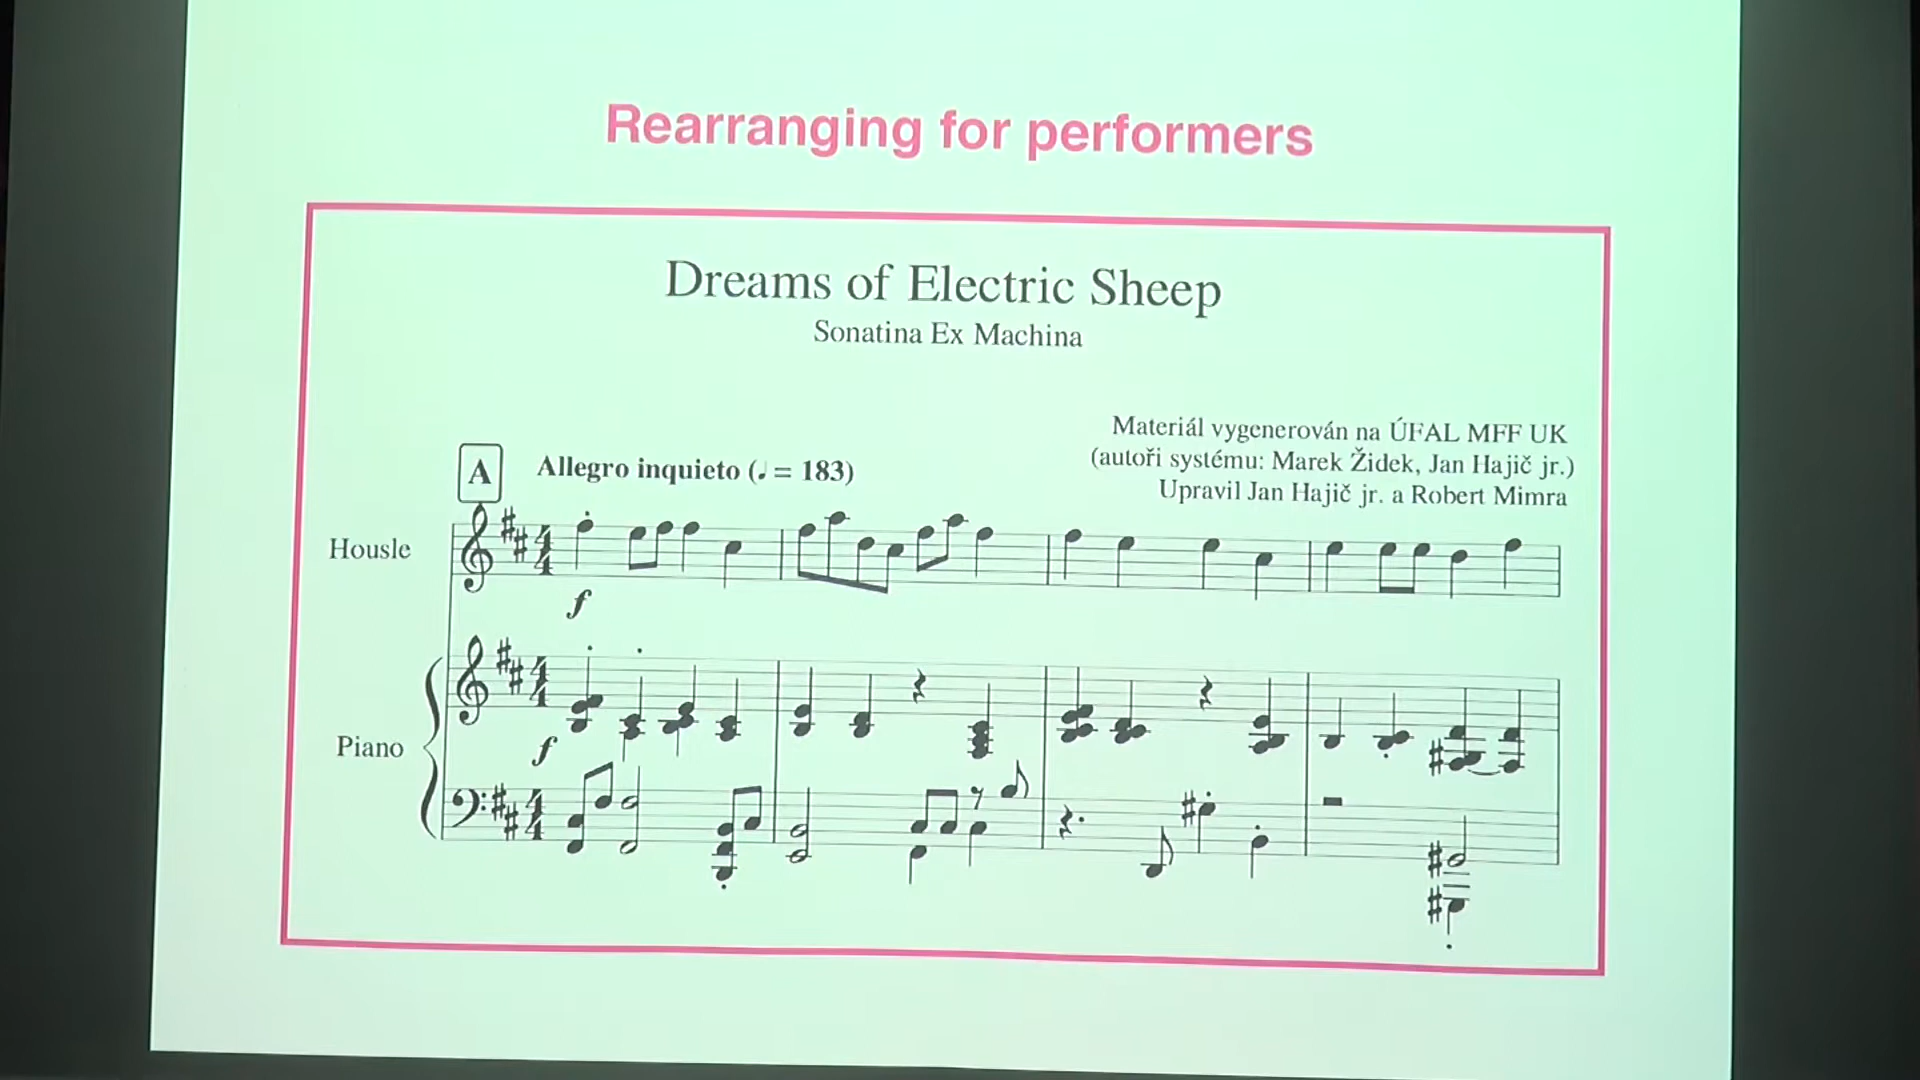 Rearranging for performers
Dreams of Electric Sheep
Sonatina Ex Machina
Materiál vygenerován na ÚFAL MFF UK
(autoři systému: Marek Židek, Jan Hajič jr.)
Upravil Jan Hajič jr. a Robert Mimra
A
Allegro inquieto (♩ = 183)
Housle
f
Piano
f